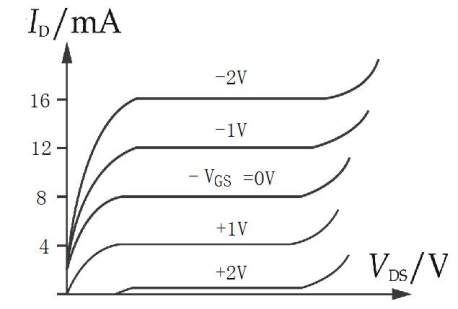 I_D/mA
-2V
16
-1V
12
- V_GS =0V
8
+1V
4
+2V
V_DS/V